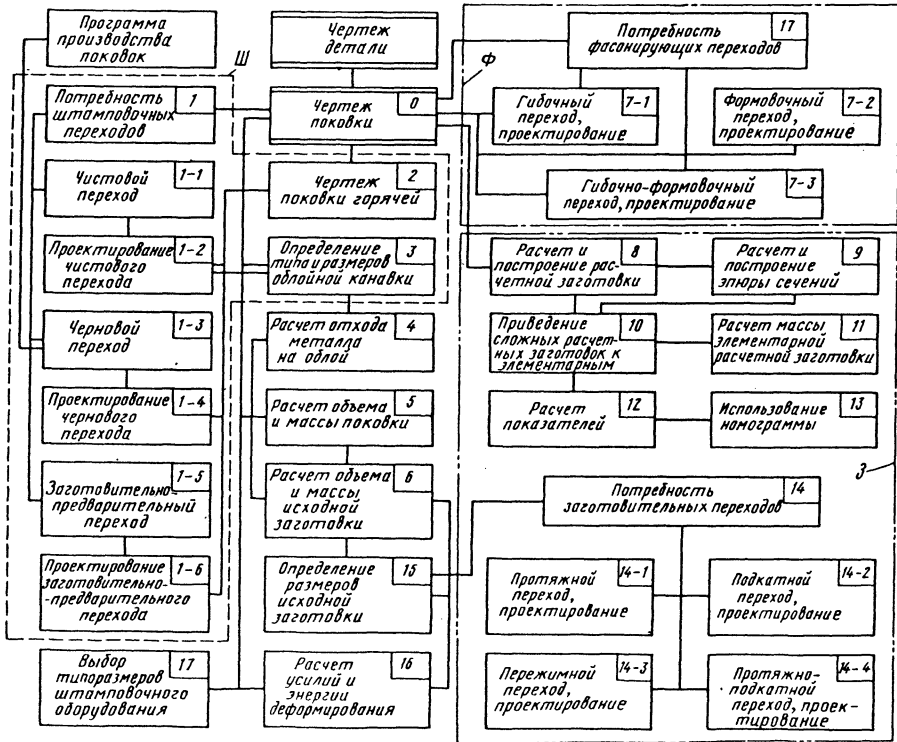 Программа
производства
поковок
Чертеж
детали
Ш
Ф
Потребность
фасонирующих переходов
17
Потребность
штамповочных
переходов
1
Чертеж
поковки
0
Гибочный
переход,
проектирование
7-1
Формовочный
переход,
проектирование
7-2
Чистовой
переход
1-1
Чертеж
поковки горячей
2
Гибочно-формовочный
переход, проектирование
7-3
Проектирование
чистового
перехода
1-2
Определение
типа и размеров
облойной канавки
3
Расчет и
построение рас-
четной заготовки
8
Расчет и
построение
эпюры сечений
9
Черновой
переход
1-3
Расчет отхода
металла
на облой
4
Приведение
сложных расчет-
ных заготовок к
элементарным
10
Расчет массы
элементарной
расчетной заготовки
11
Проектирование
чернового
перехода
1-4
Расчет объема
и массы поковки
5
Расчет
показателей
12
Использование
номограммы
13
З
Заготовительно-
предварительный
переход
1-5
Расчет объема
и массы
исходной
заготовки
6
Потребность
заготовительных переходов
14
Проектирование
заготовительно-
-предварительного
перехода
1-6
Определение
размеров
исходной
заготовки
15
Протяжной
переход,
проектирование
14-1
Подкатной
переход,
проектирование
14-2
Выбор
типоразмеров
штамповочного
оборудования
17
Расчет
усилий и
энергии
деформирования
16
Пережимной
переход,
проектирование
14-3
Протяжно-
подкатной
переход, проек-
тирование
14-4